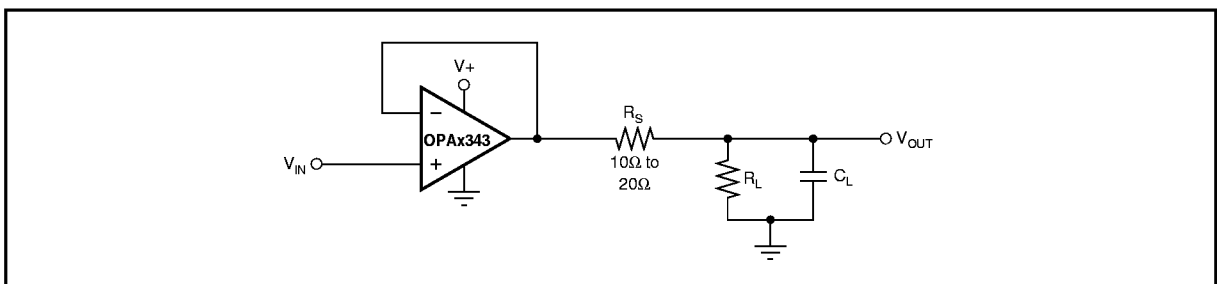 V+
−
OPAx343
+
V_IN
R_S
10Ω to
20Ω
R_L
C_L
V_OUT